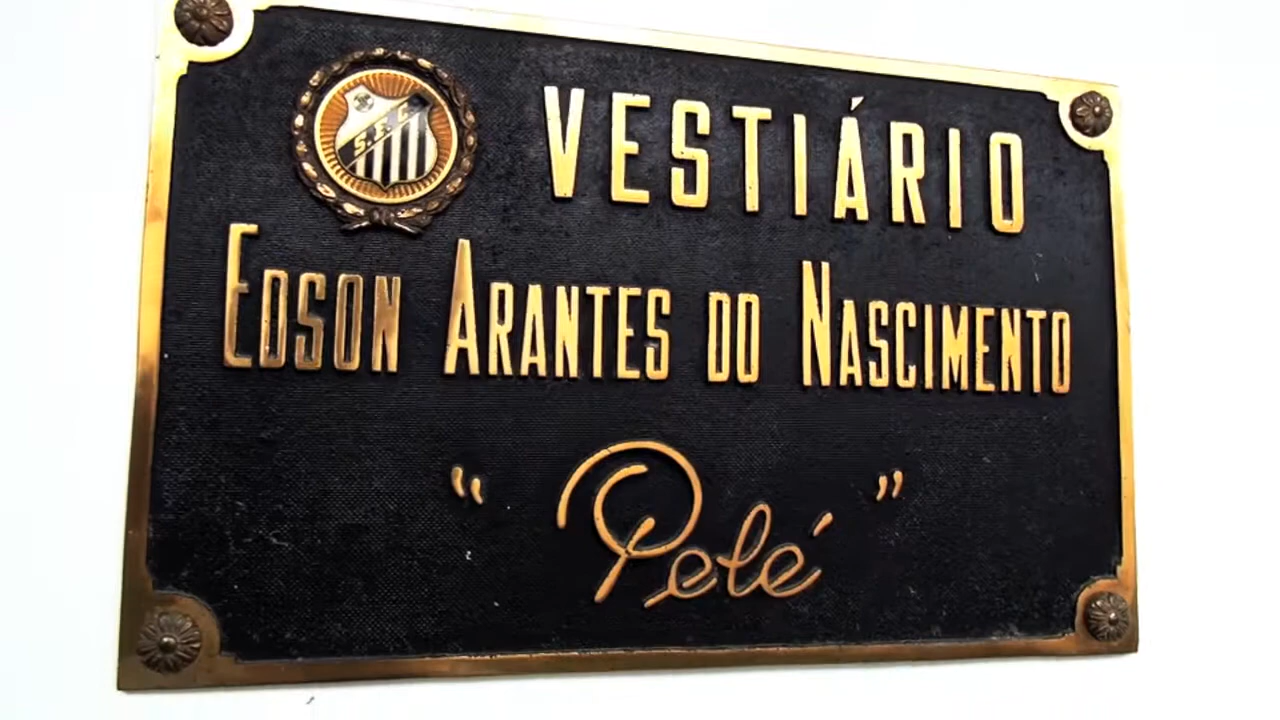 S.F.C
VESTIÁRIO
EDSON ARANTES DO NASCIMENTO
“ Pelé ”